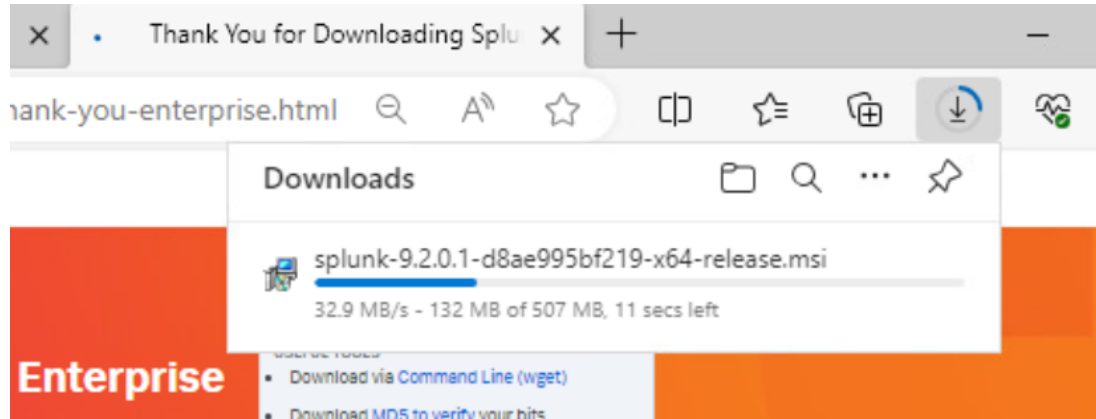 Thank You for Downloading Splu
hank-you-enterprise.html
Downloads
splunk-9.2.0.1-d8ae995bf219-x64-release.msi
32.9 MB/s - 132 MB of 507 MB, 11 secs left
USEFUL TOOLS
Enterprise
• Download via Command Line (wget)
• Download MD5 to verify your bits